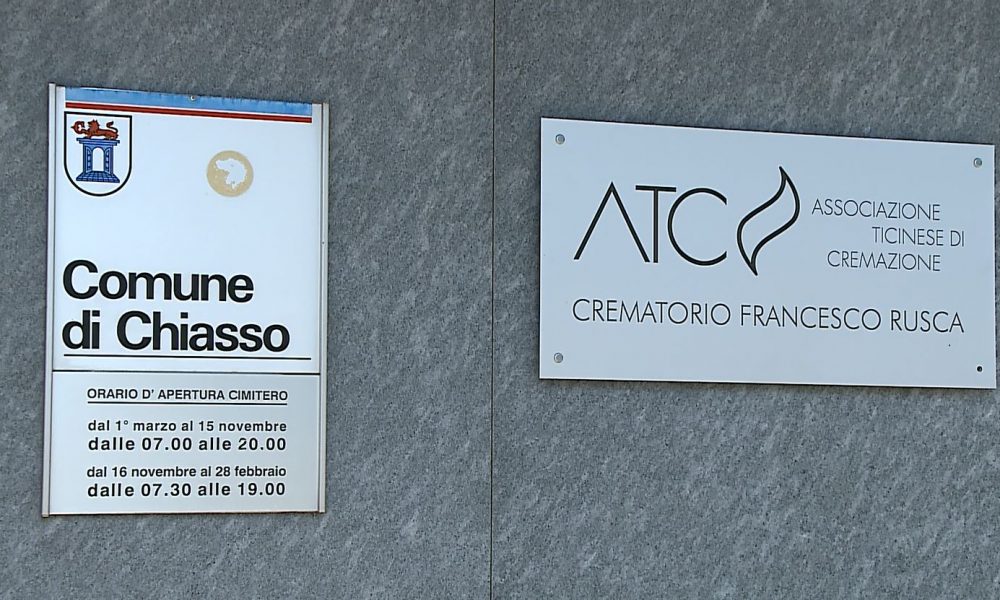 Comune
di Chiasso
ORARIO D' APERTURA CIMITERO
dal 1° marzo al 15 novembre
dalle 07.00 alle 20.00
dal 16 novembre al 28 febbraio
dalle 07.30 alle 19.00
ATC
ASSOCIAZIONE
TICINESE DI
CREMAZIONE
CREMATORIO FRANCESCO RUSCA